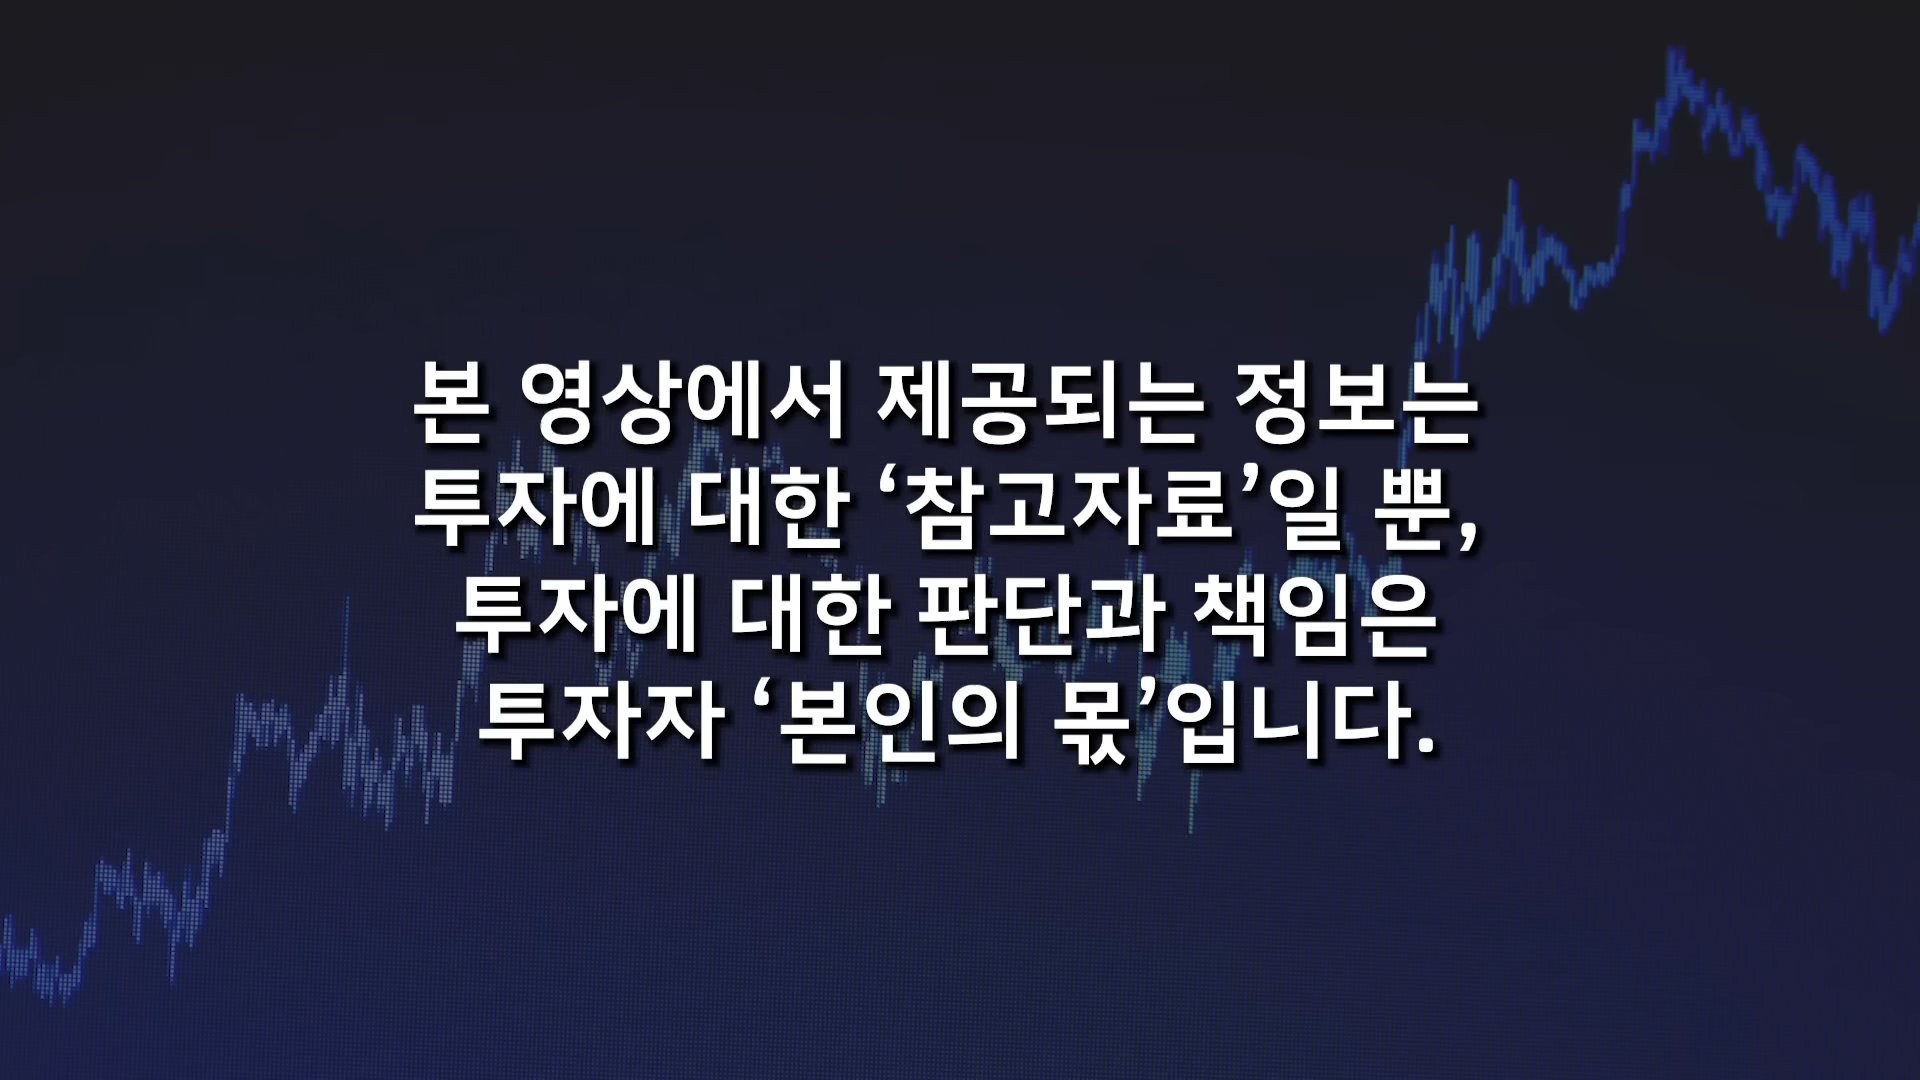 본 영상에서 제공되는 정보는
투자에 대한 ‘참고자료’일 뿐,
투자에 대한 판단과 책임은
투자자 ‘본인의 몫’입니다.